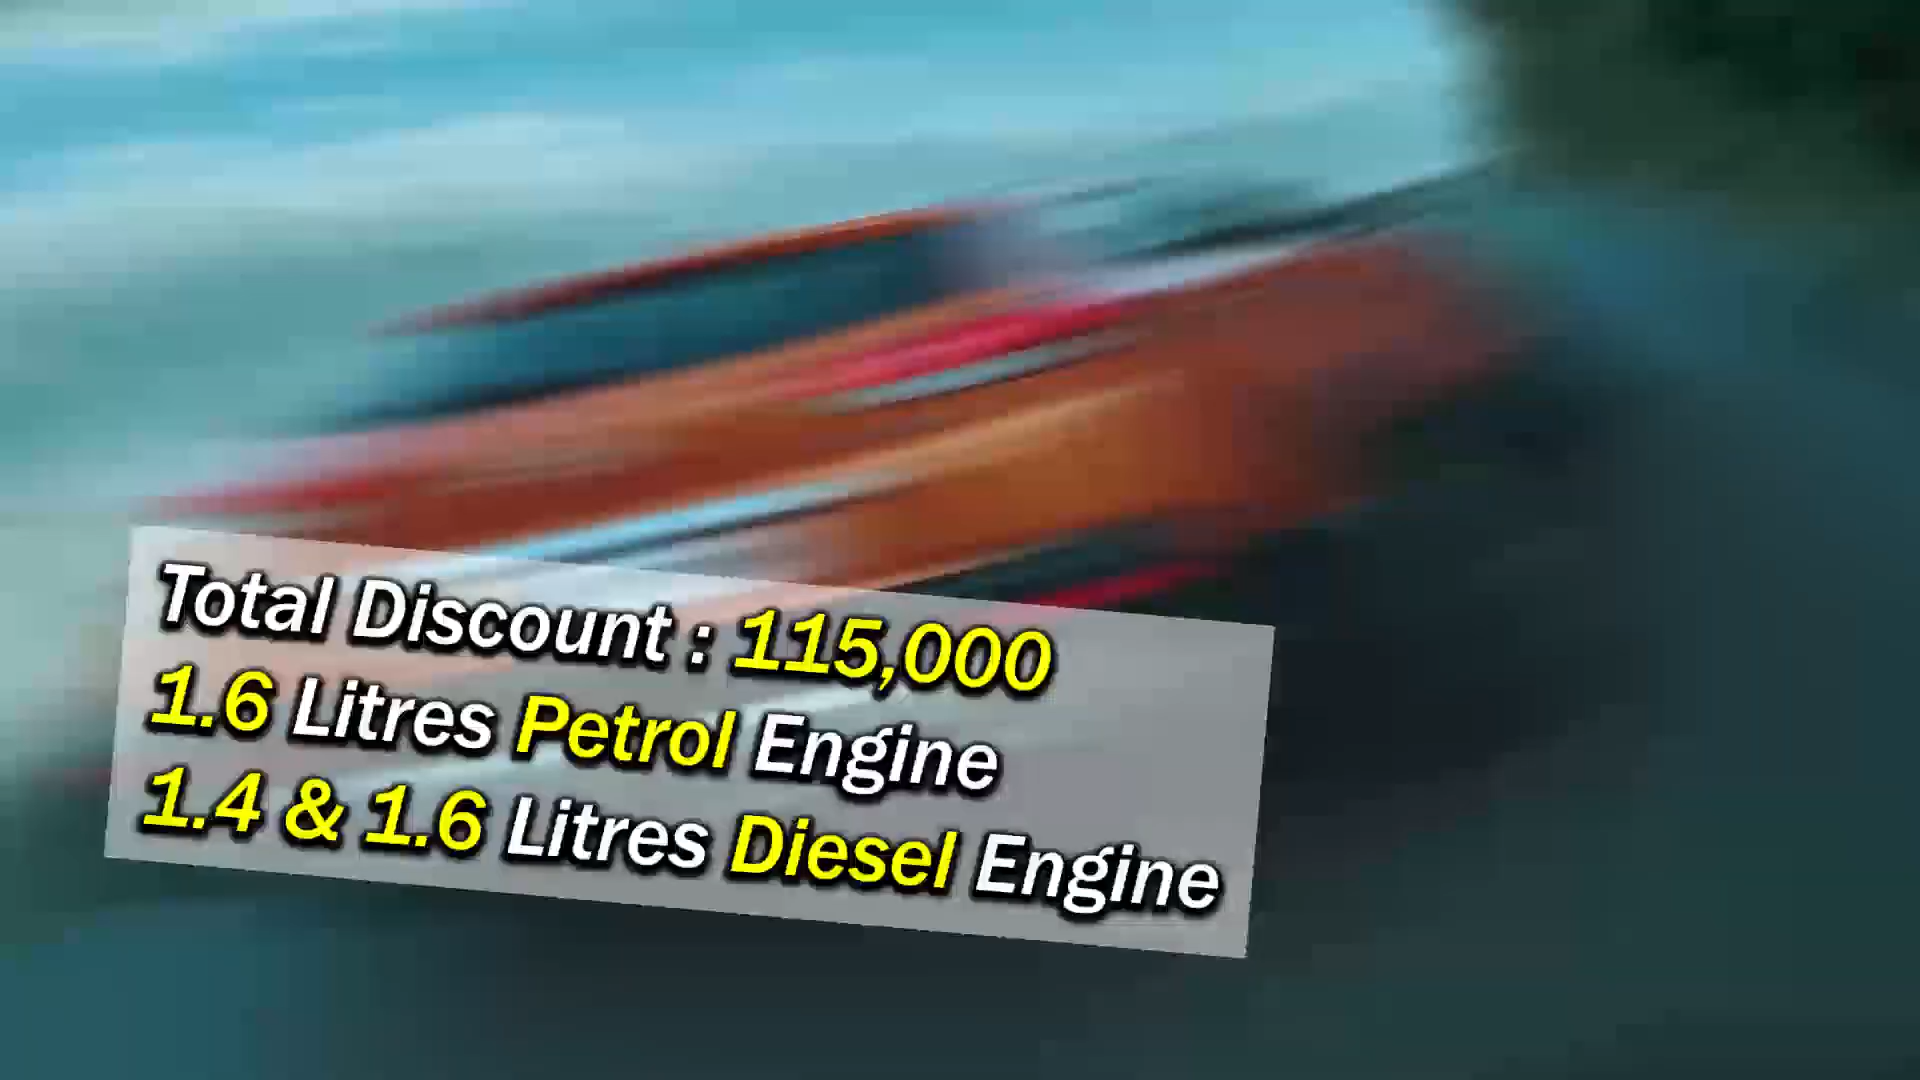 Total Discount : 115,000
1.6 Litres Petrol Engine
1.4 & 1.6 Litres Diesel Engine